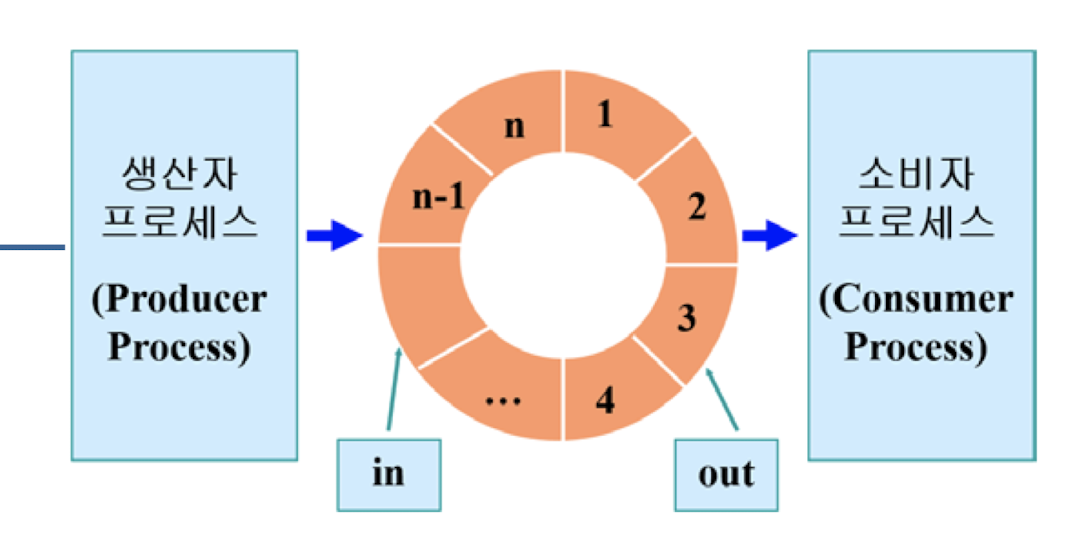 생산자
프로세스
(Producer
Process)
n
1
n-1
2
3
...
4
in
out
소비자
프로세스
(Consumer
Process)